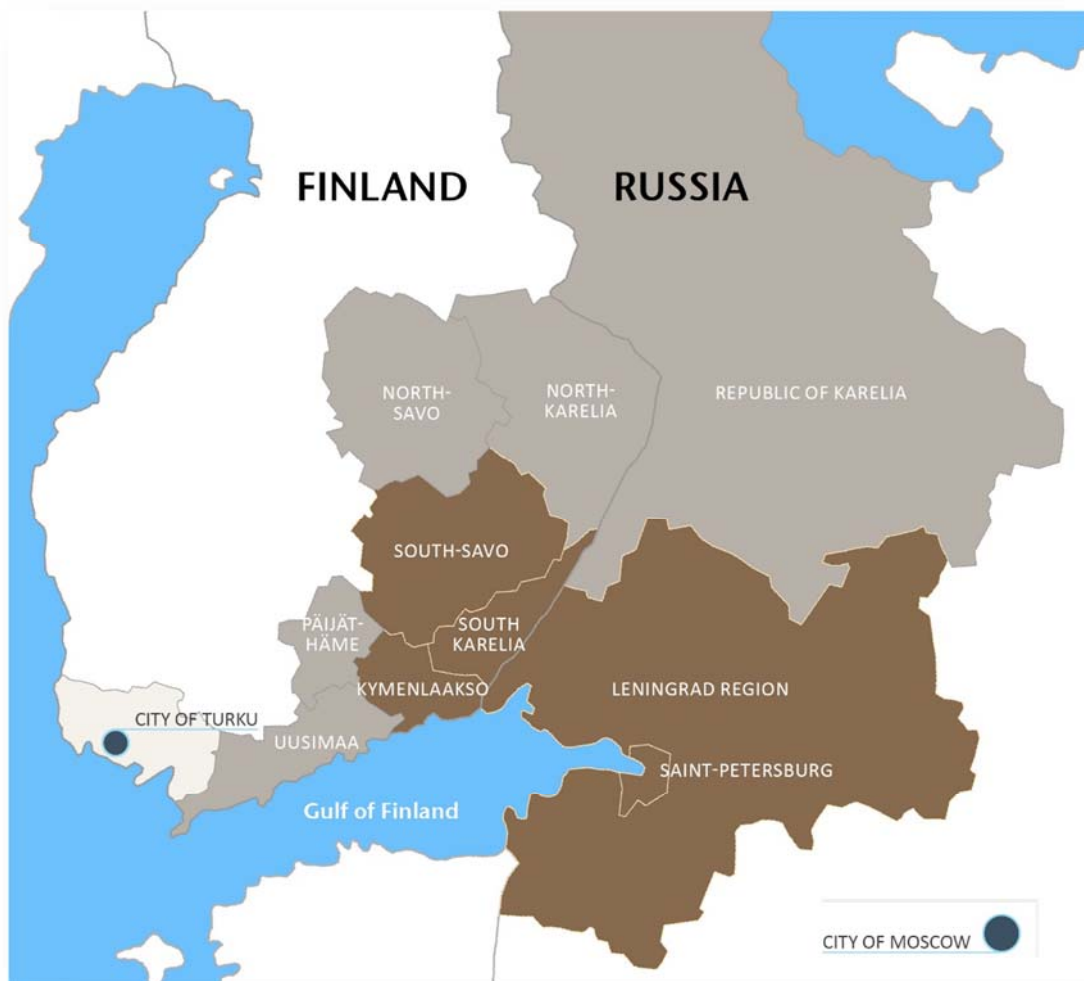 FINLAND
RUSSIA
NORTH-
SAVO
NORTH-
KARELIA
REPUBLIC OF KARELIA
SOUTH-SAVO
PÄIJÄT-
HÄME
SOUTH
KARELIA
KYMENLAAKSO
LENINGRAD REGION
CITY OF TURKU
UUSIMAA
SAINT-PETERSBURG
Gulf of Finland
CITY OF MOSCOW